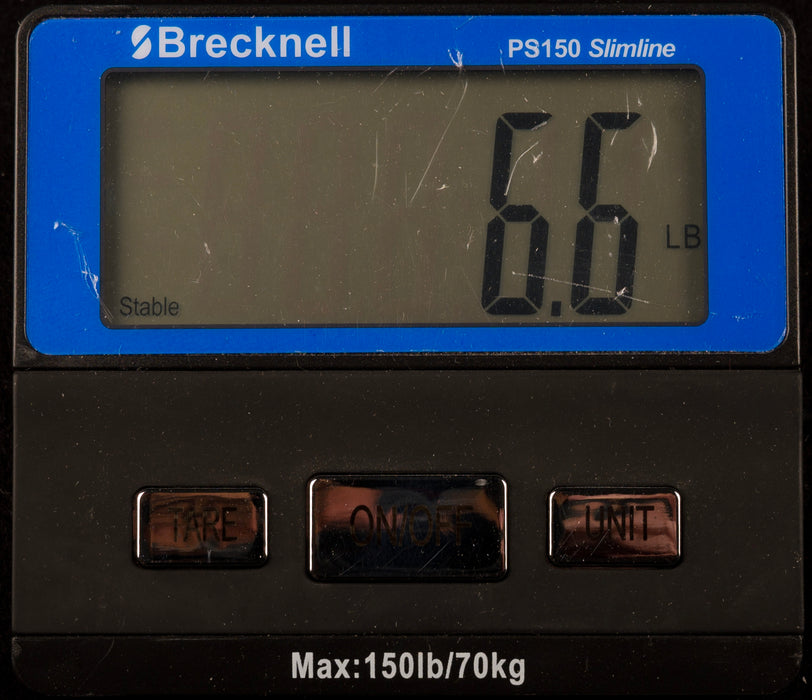 Brecknell PS150 Slimline
6.6 LB
Stable
TARE ON/OFF UNIT
Max:150lb/70kg